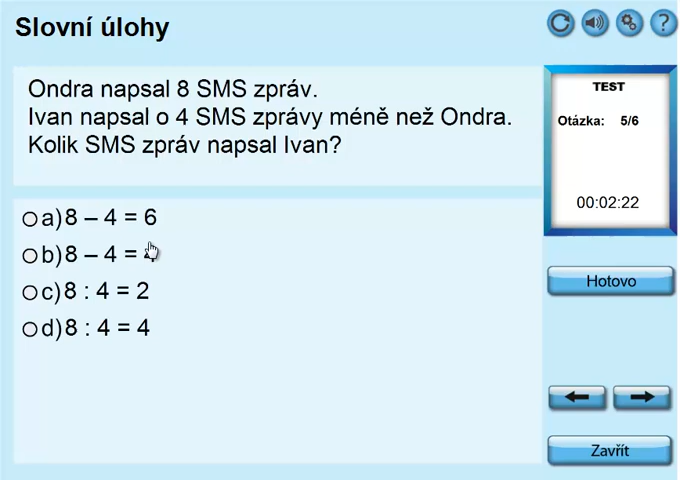 Slovní úlohy
Ondra napsal 8 SMS zpráv.
Ivan napsal o 4 SMS zprávy méně než Ondra.
Kolik SMS zpráv napsal Ivan?
a) 8 – 4 = 6
b) 8 – 4 =
c) 8 : 4 = 2
d) 8 : 4 = 4
TEST
Otázka: 5/6
00:02:22
Hotovo
Zavřít